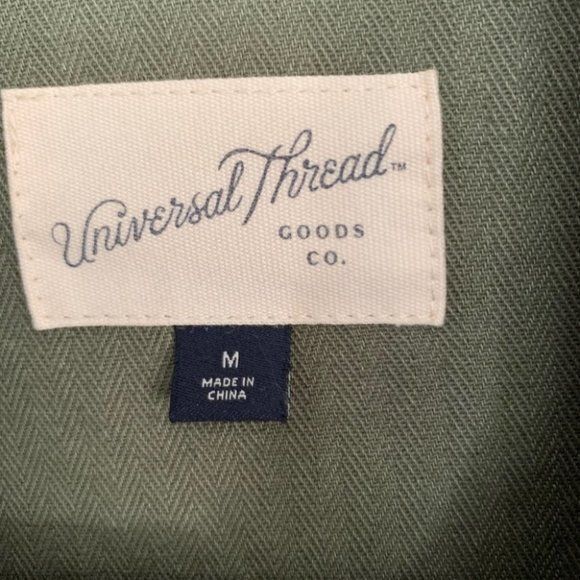 Universal Thread™
GOODS
CO.
M
MADE IN
CHINA